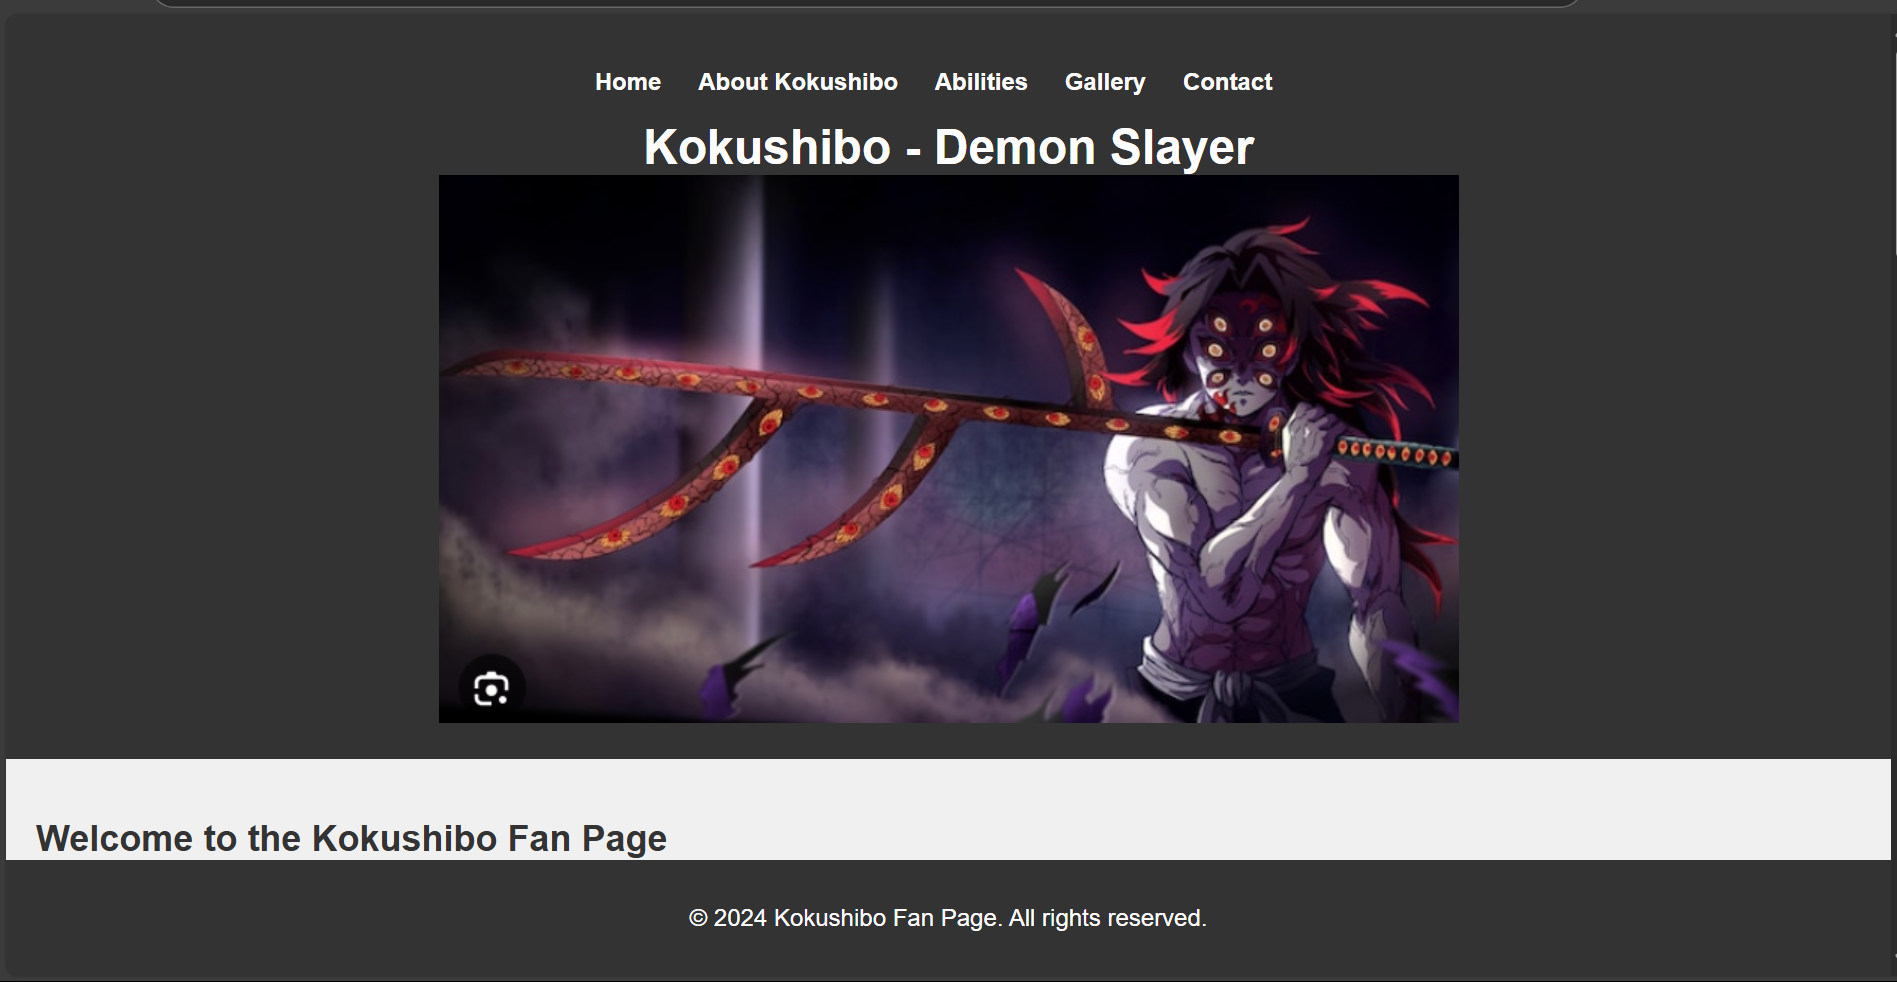 Home About Kokushibo Abilities Gallery Contact
Kokushibo - Demon Slayer
Welcome to the Kokushibo Fan Page
© 2024 Kokushibo Fan Page. All rights reserved.